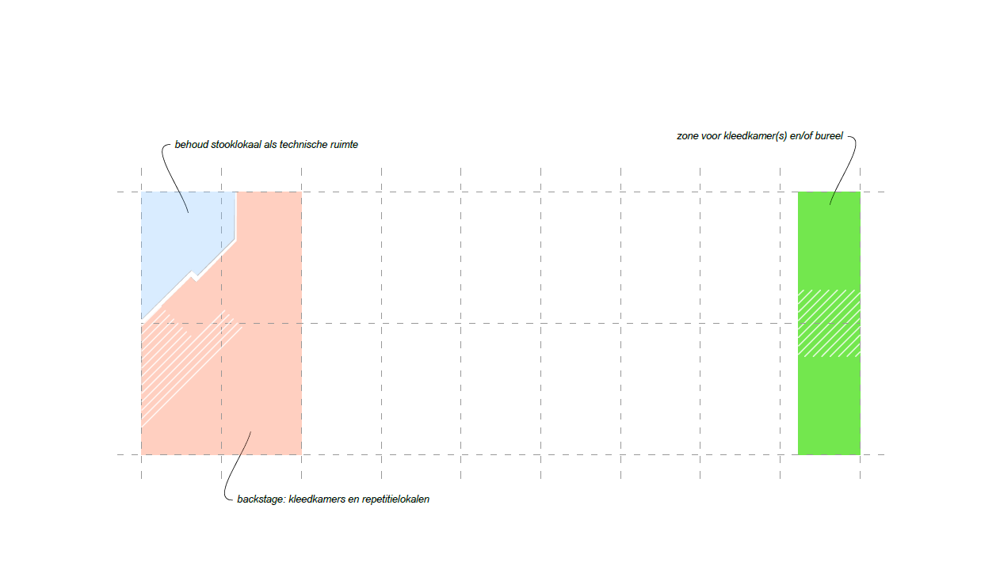 zone voor kleedkamer(s) en/of bureel
behoud stooklokaal als technische ruimte
backstage: kleedkamers en repetitielokalen